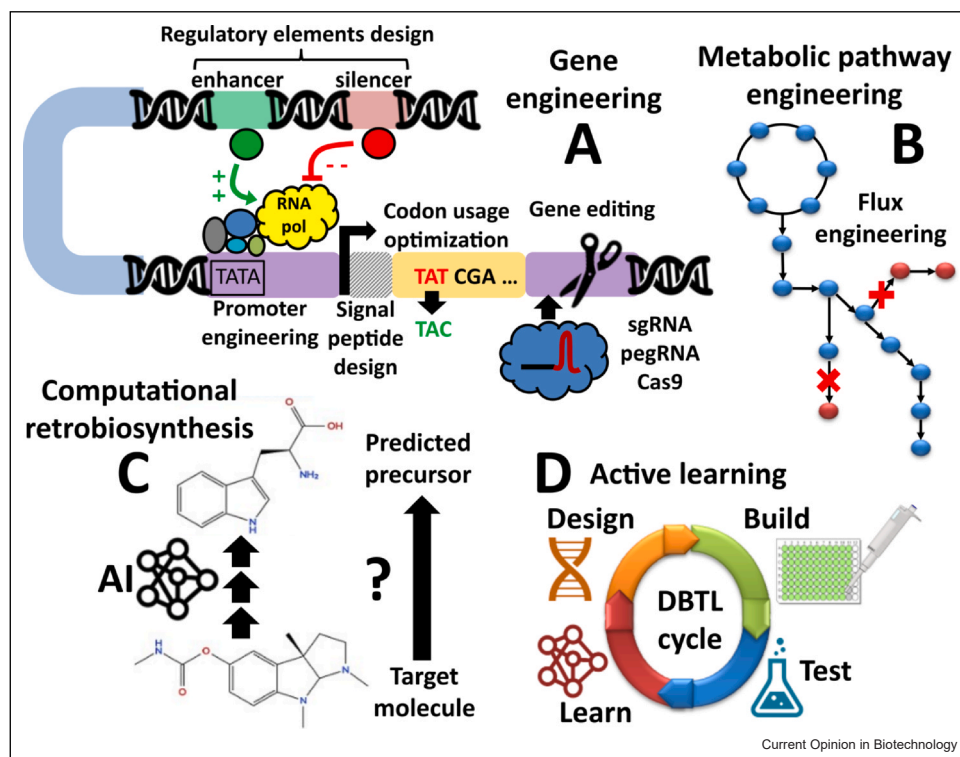 Regulatory elements design
enhancer
silencer
Gene
engineering
A
++
--
RNA
pol
TATA
Promoter
engineering
Signal
peptide
design
Codon usage
optimization
TAT CGA ...
TAC
Gene editing
sgRNA
pegRNA
Cas9
Metabolic pathway
engineering
B
Flux
engineering
Computational
retrobiosynthesis
C
O
OH
NH₂
N
H
Predicted
precursor
AI
?
H
N
O
O
N
N
Target
molecule
D
Active learning
Design
Build
DBTL
cycle
Learn
Test
Current Opinion in Biotechnology